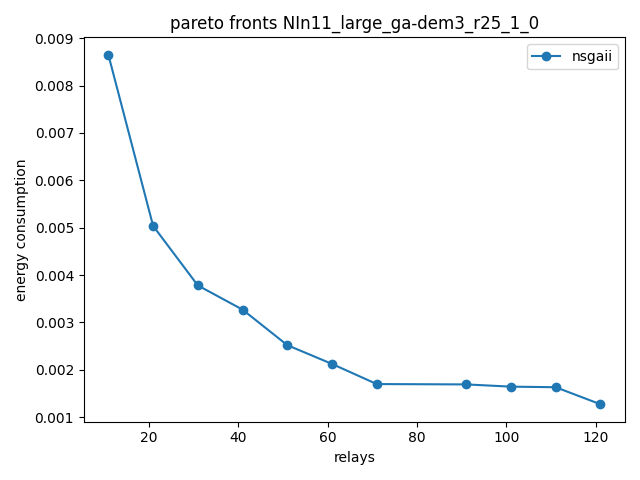 pareto fronts NIn11_large_ga-dem3_r25_1_0
nsgaii
0.009
0.008
0.007
0.006
0.005
0.004
0.003
0.002
0.001
energy consumption
20 40 60 80 100 120
relays